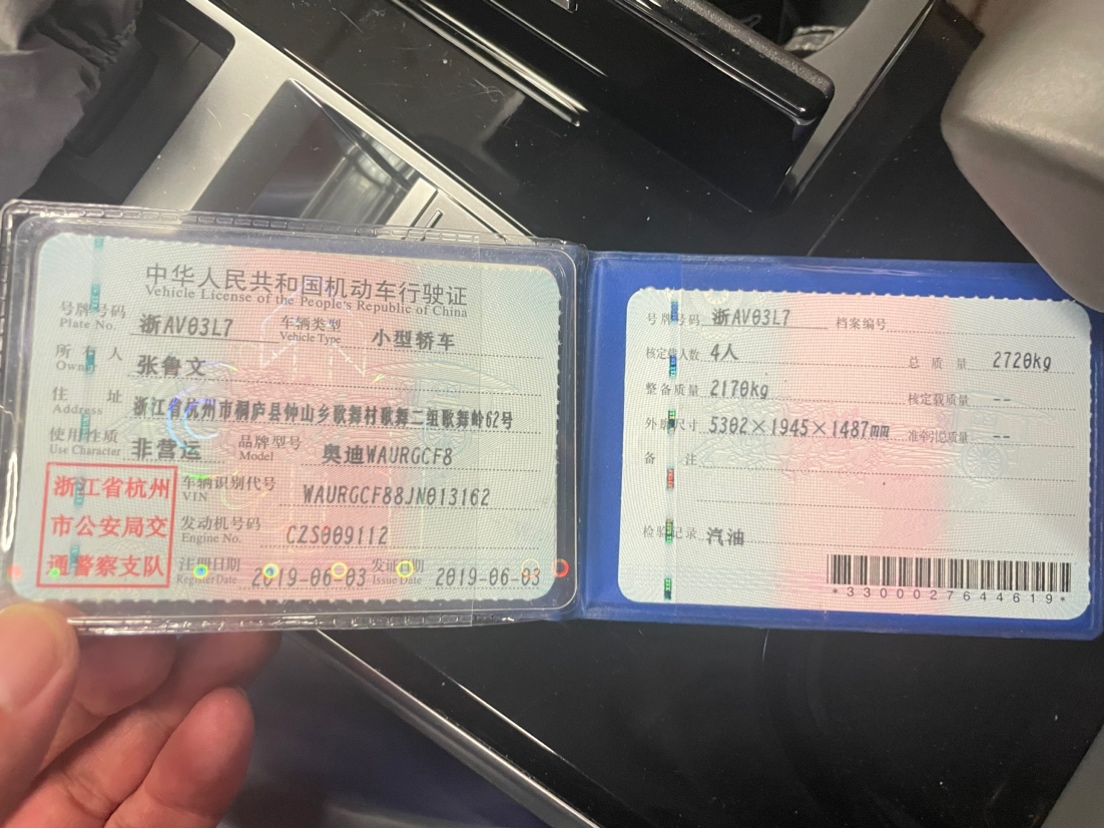 中华人民共和国机动车行驶证
Vehicle License of the People's Republic of China
号牌号码 浙AV03L7 车辆类型 小型轿车
Plate No. Vehicle Type
所有人 张鲁文
Owner
住址 浙江省杭州市桐庐县钟山乡歌舞村歌舞二组歌舞岭62号
Address
使用性质 非营运 品牌型号 奥迪WAURGCF8
Use Character Model
浙江省杭州
市公安局交
通警察支队
车辆识别代号 WAURGCF88JN013162
VIN
发动机号码 CZS009112
Engine No.
注册日期 2019-06-03 发证日期 2019-06-03
Register Date Issue Date
号牌号码 浙AV03L7 档案编号
核定载人数 4人 总质量 2720kg
整备质量 2170kg 核定载质量 --
外廓尺寸 5302×1945×1487mm 准牵引总质量 --
备注
检验记录 汽油
*3300027644619*